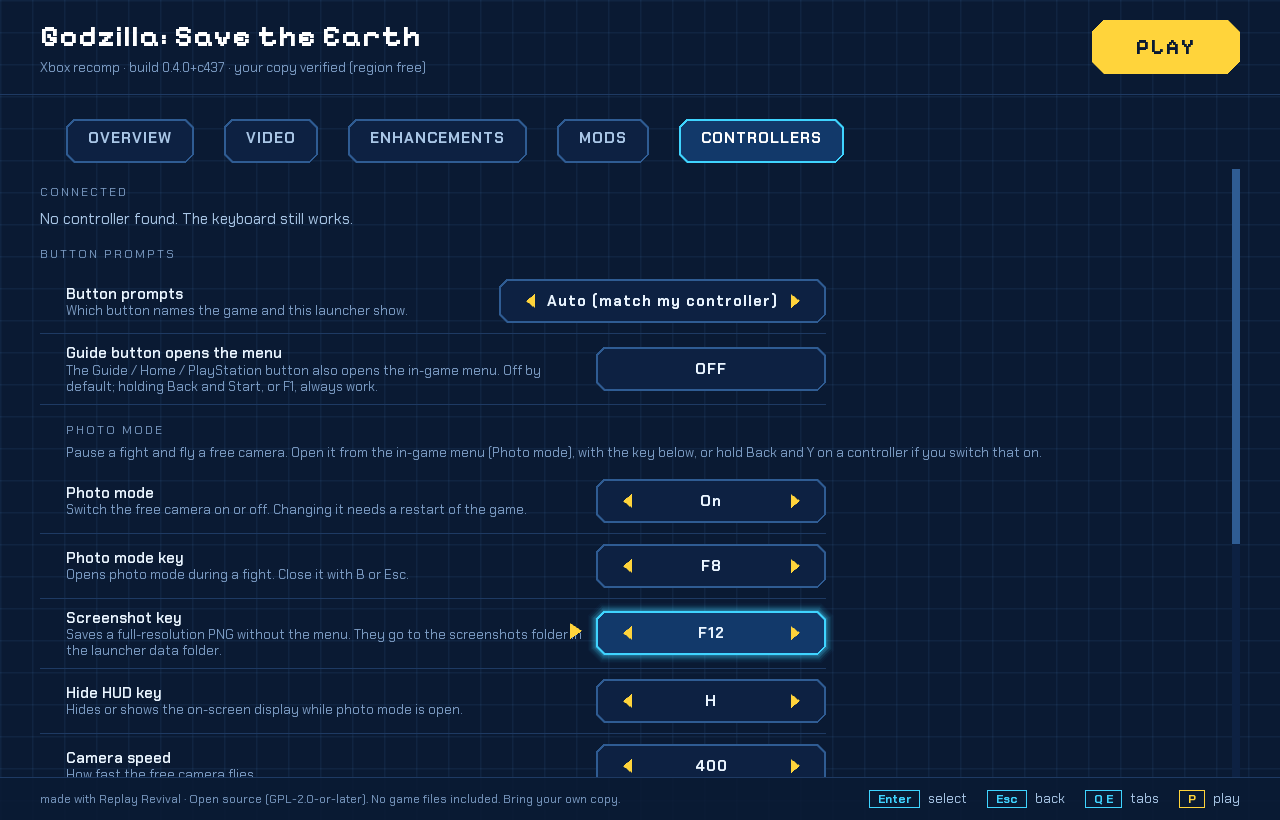 Godzilla: Save the Earth
Xbox recomp · build 0.4.0+c437 · your copy verified (region free)
PLAY
OVERVIEW
VIDEO
ENHANCEMENTS
MODS
CONTROLLERS
CONNECTED
No controller found. The keyboard still works.
BUTTON PROMPTS
Button prompts
Which button names the game and this launcher show.
Auto (match my controller)
Guide button opens the menu
The Guide / Home / PlayStation button also opens the in-game menu. Off by
default; holding Back and Start, or F1, always work.
OFF
PHOTO MODE
Pause a fight and fly a free camera. Open it from the in-game menu (Photo mode), with the key below, or hold Back and Y on a controller if you switch that on.
Photo mode
Switch the free camera on or off. Changing it needs a restart of the game.
On
Photo mode key
Opens photo mode during a fight. Close it with B or Esc.
F8
Screenshot key
Saves a full-resolution PNG without the menu. They go to the screenshots folder in
the launcher data folder.
F12
Hide HUD key
Hides or shows the on-screen display while photo mode is open.
H
Camera speed
How fast the free camera flies.
400
made with Replay Revival · Open source (GPL-2.0-or-later). No game files included. Bring your own copy.
Enter select
Esc back
Q E tabs
P play